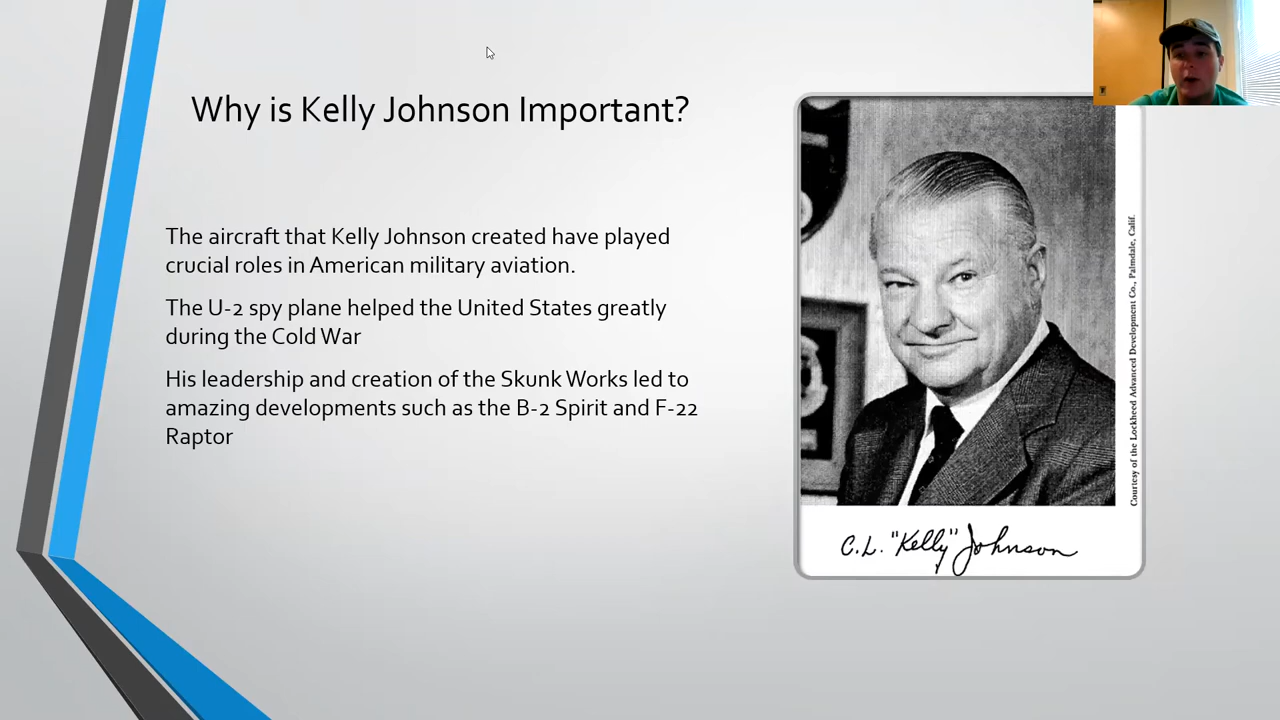 Why is Kelly Johnson Important?
The aircraft that Kelly Johnson created have played
crucial roles in American military aviation.
The U-2 spy plane helped the United States greatly
during the Cold War
His leadership and creation of the Skunk Works led to
amazing developments such as the B-2 Spirit and F-22
Raptor
Courtesy of the Lockheed Advanced Development Co., Palmdale, Calif.
C.L. "Kelly" Johnson